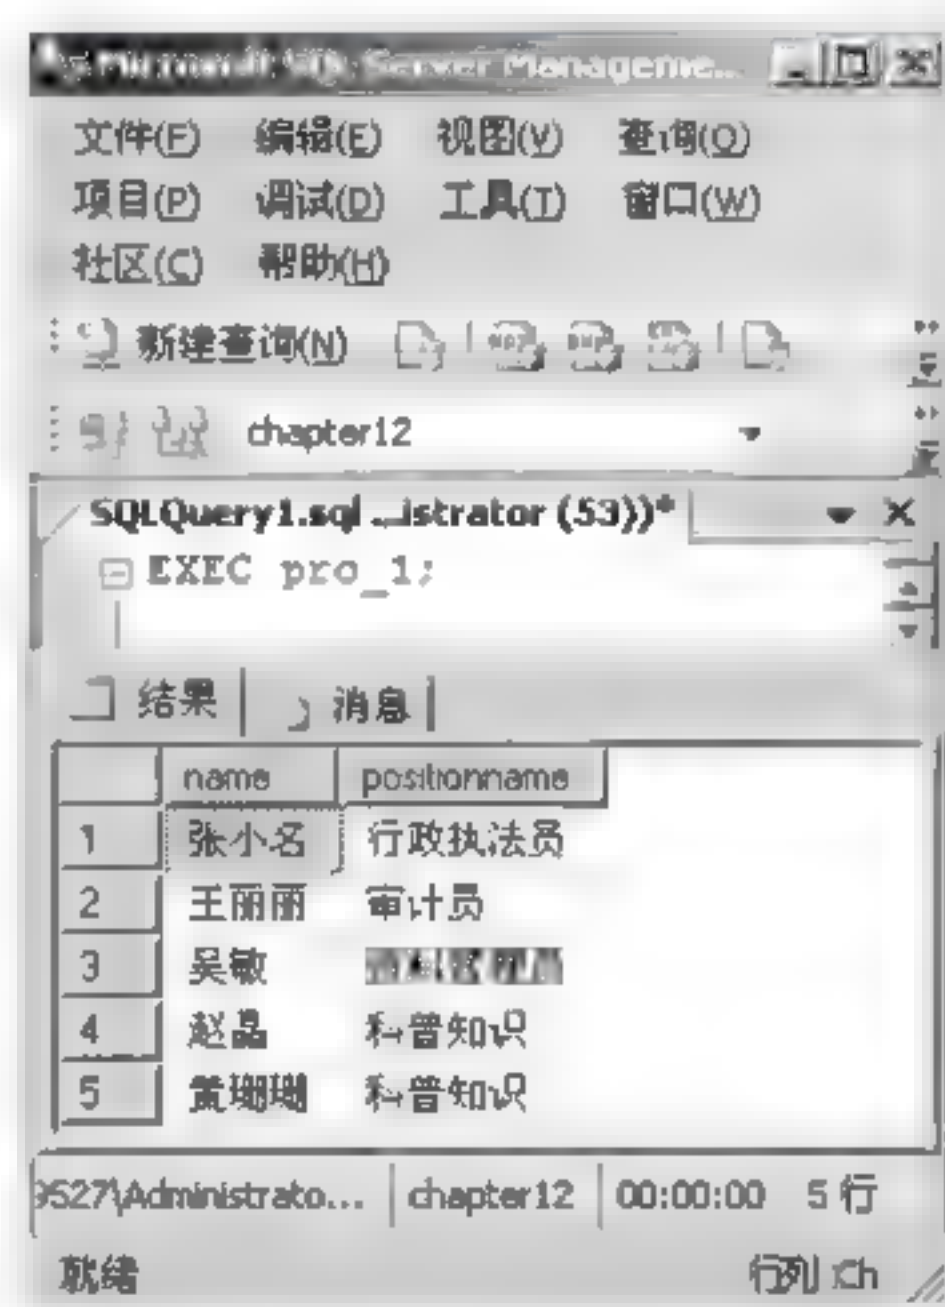 Microsoft SQL Server Manageme...
文件(F) 编辑(E) 视图(V) 查询(Q)
项目(P) 调试(D) 工具(T) 窗口(W)
社区(C) 帮助(H)
新建查询(N)
chapter12
SQLQuery1.sql ...istrator (53))*
EXEC pro_1;
结果 消息
name positionname
1 张小名 行政执法员
2 王丽丽 审计员
3 吴敏
4 赵晶 科普知识
5 黄珊珊 科普知识
9527\Administrato... chapter12 00:00:00 5 行
就绪 行列 Ch